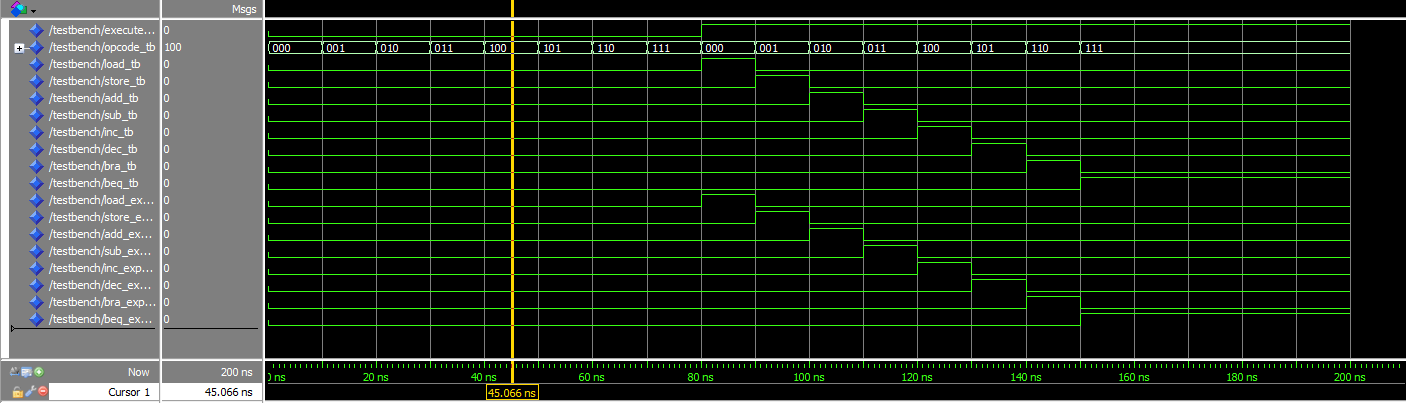 Msgs
/testbench/execute... 0
/testbench/opcode_tb 100 000 001 010 011 100 101 110 111 000 001 010 011 100 101 110 111
/testbench/load_tb 0
/testbench/store_tb 0
/testbench/add_tb 0
/testbench/sub_tb 0
/testbench/inc_tb 0
/testbench/dec_tb 0
/testbench/bra_tb 0
/testbench/beq_tb 0
/testbench/load_ex... 0
/testbench/store_e... 0
/testbench/add_ex... 0
/testbench/sub_ex... 0
/testbench/inc_exp... 0
/testbench/dec_ex... 0
/testbench/bra_exp... 0
/testbench/beq_ex... 0
Now 200 ns 0 ns 20 ns 40 ns 60 ns 80 ns 100 ns 120 ns 140 ns 160 ns 180 ns 200 ns
Cursor 1 45.066 ns 45.066 ns